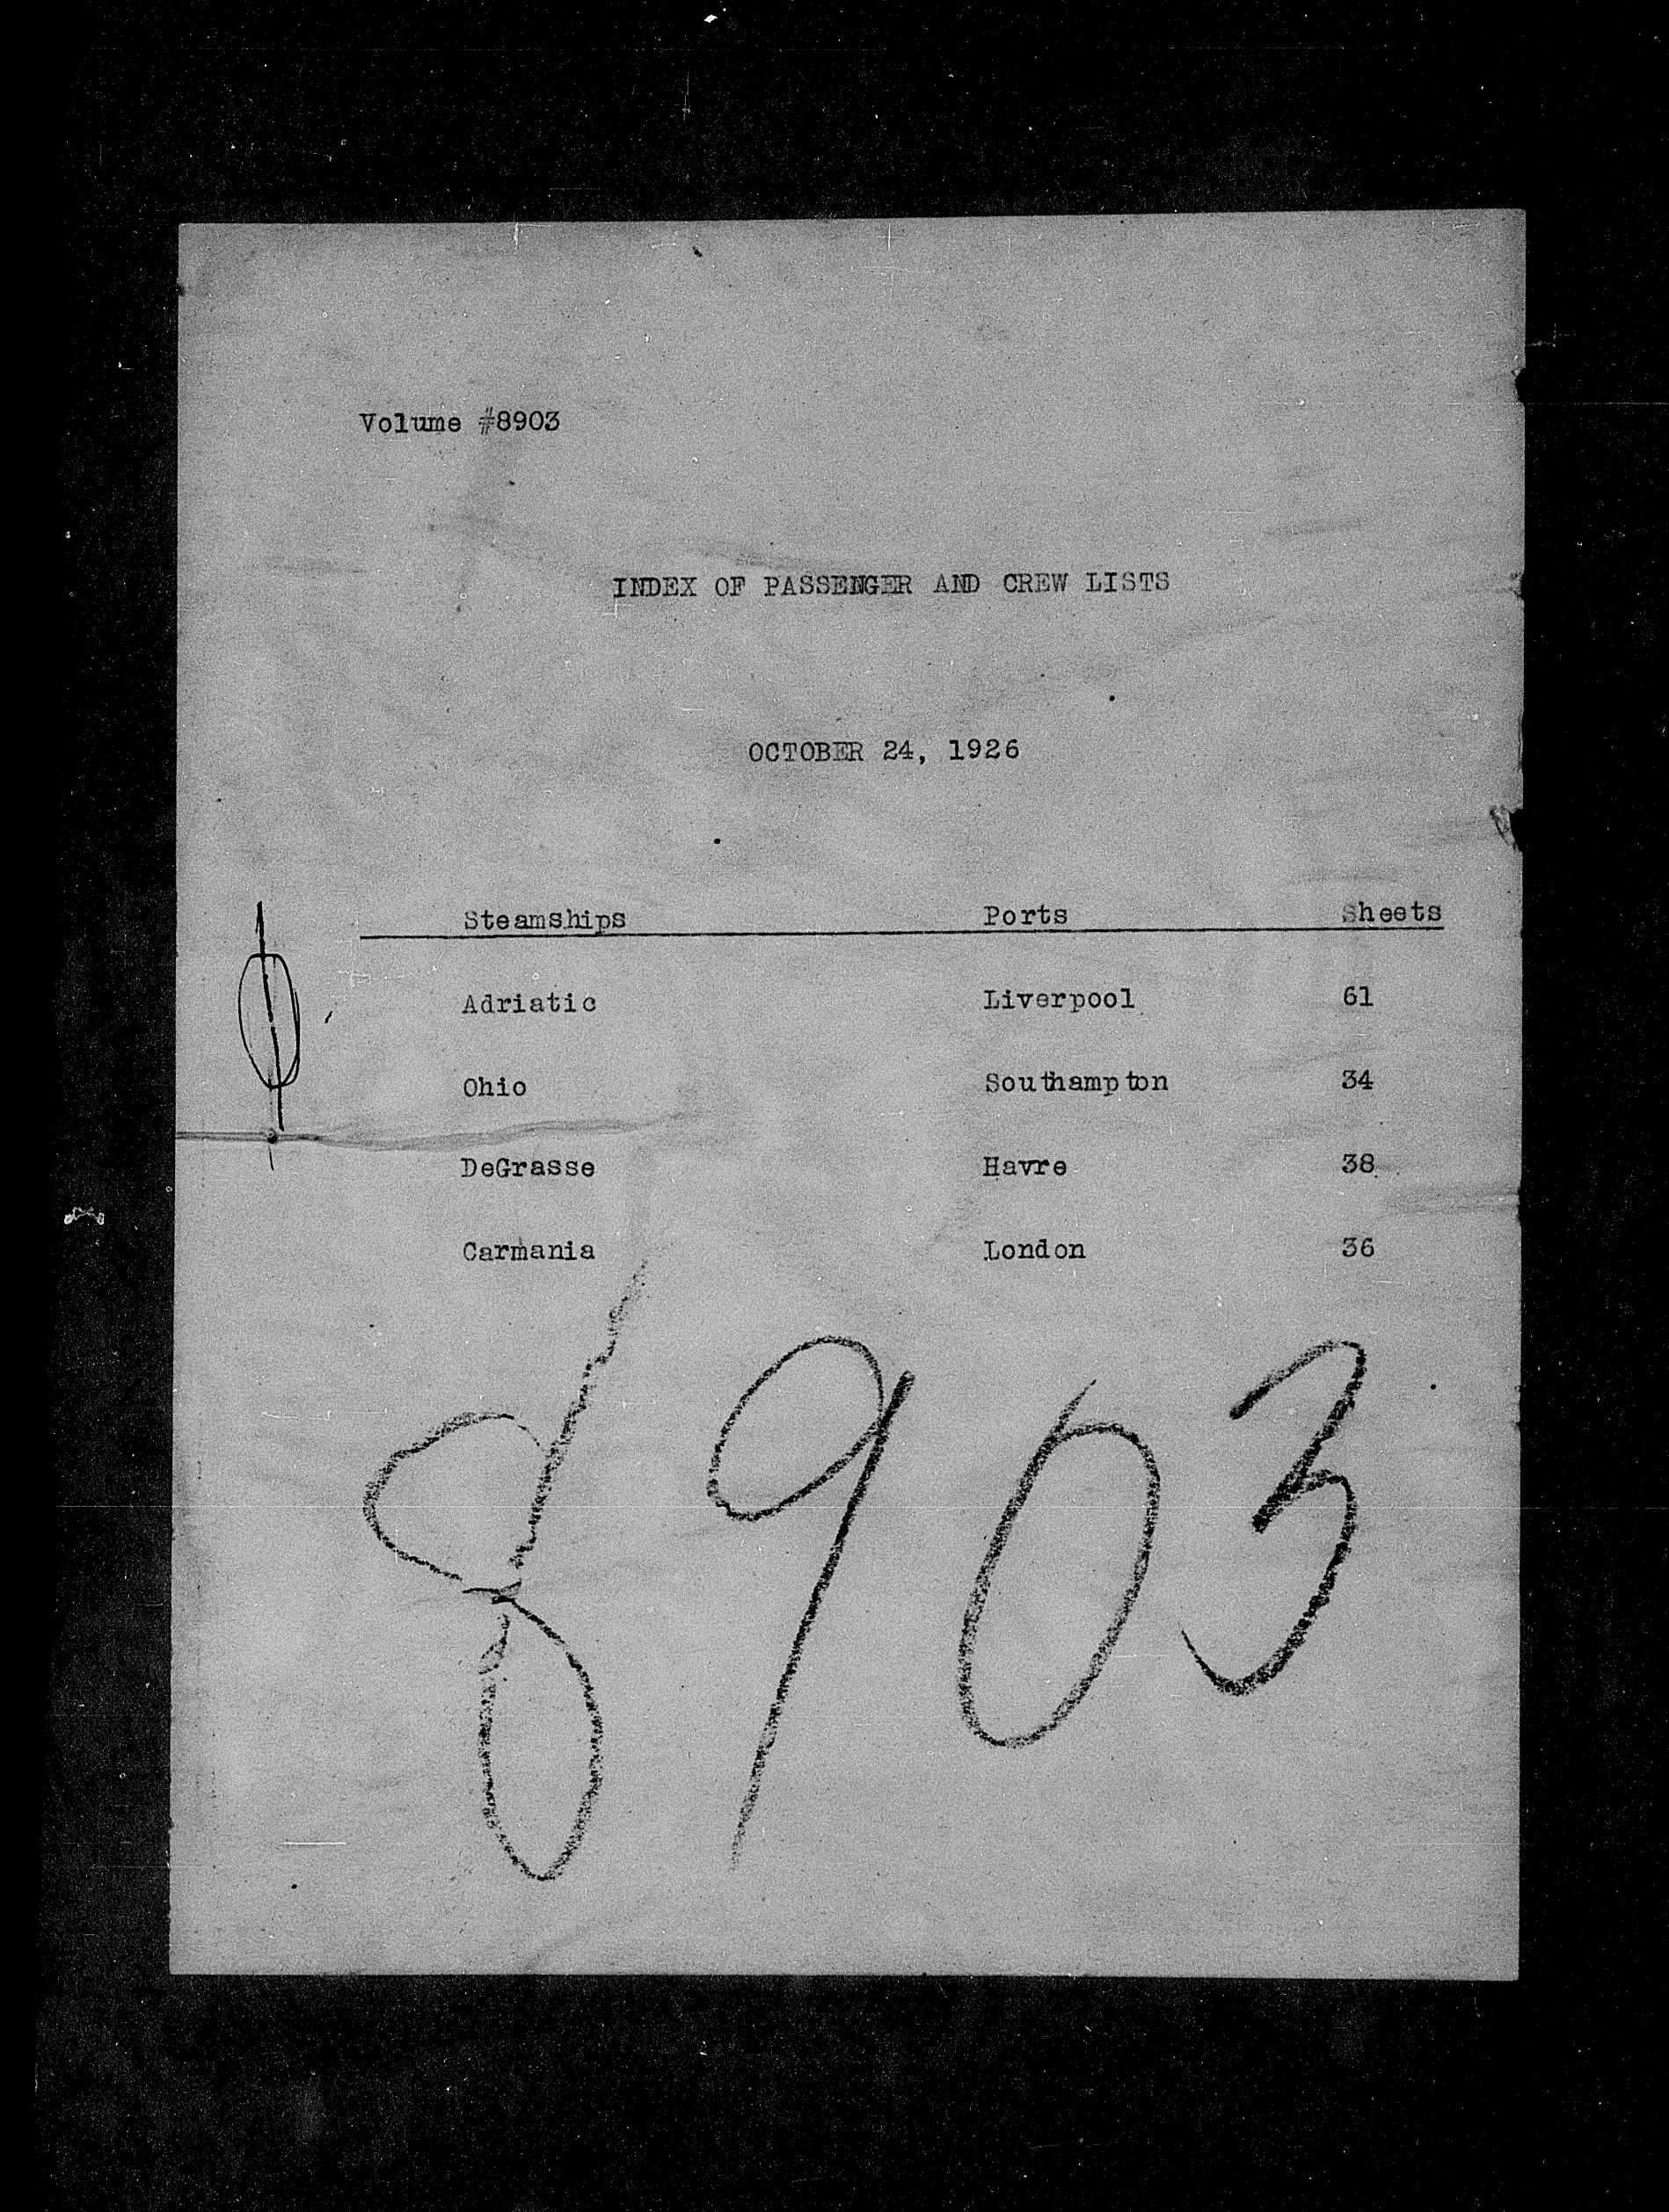 Volume #8903
INDEX OF PASSENGER AND CREW LISTS
OCTOBER 24, 1926
Steamships Ports Sheets
Adriatic Liverpool 61
Ohio Southampton 34
DeGrasse Havre 38
Carmania London 36
8903